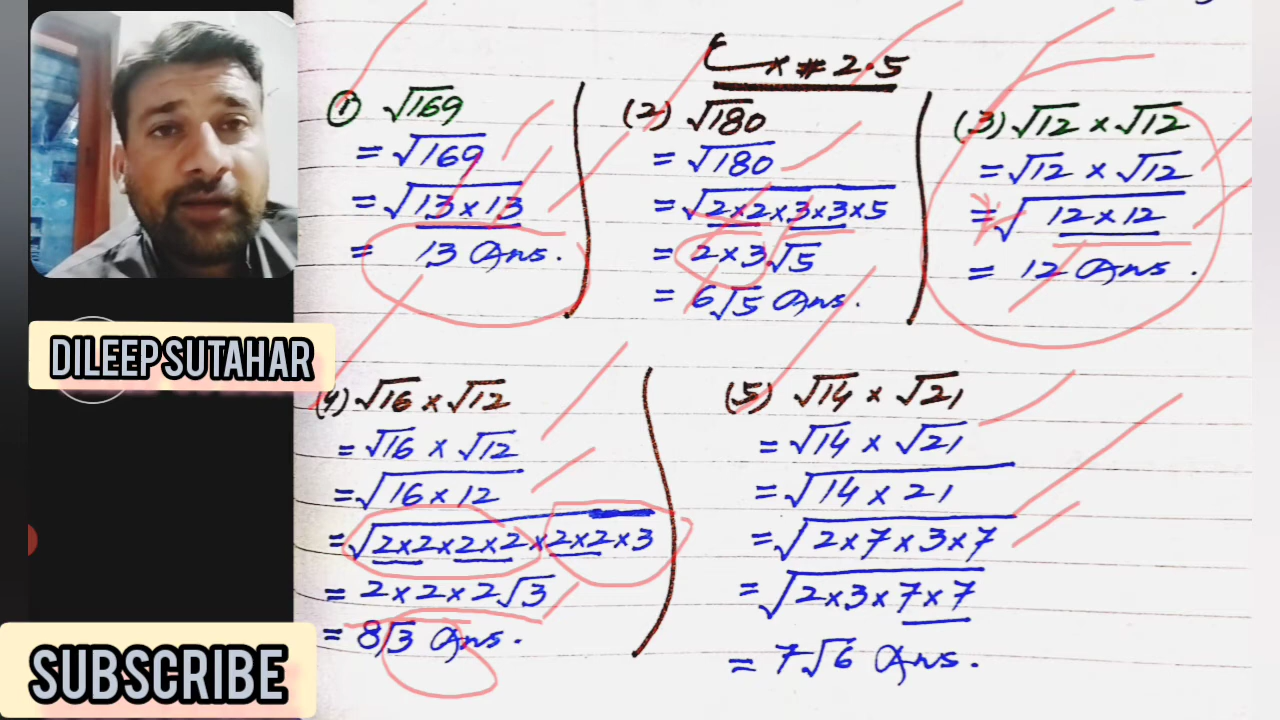 Ex # 2.5
① √169
= √169
= √13 × 13
= 13 Ans.
(2) √180
= √180
= √2×2×3×3×5
= 2×3√5
= 6√5 Ans.
(3) √12 × √12
= √12 × √12
= √12 × 12
= 12 Ans.
DILEEP SUTAHAR
(4) √16 × √12
= √16 × √12
= √16 × 12
= √2×2×2×2×2×2×3
= 2×2×2√3
= 8√3 Ans.
(5) √14 × √21
= √14 × √21
= √14 × 21
= √2×7×3×7
= √2×3×7×7
= 7√6 Ans.
SUBSCRIBE